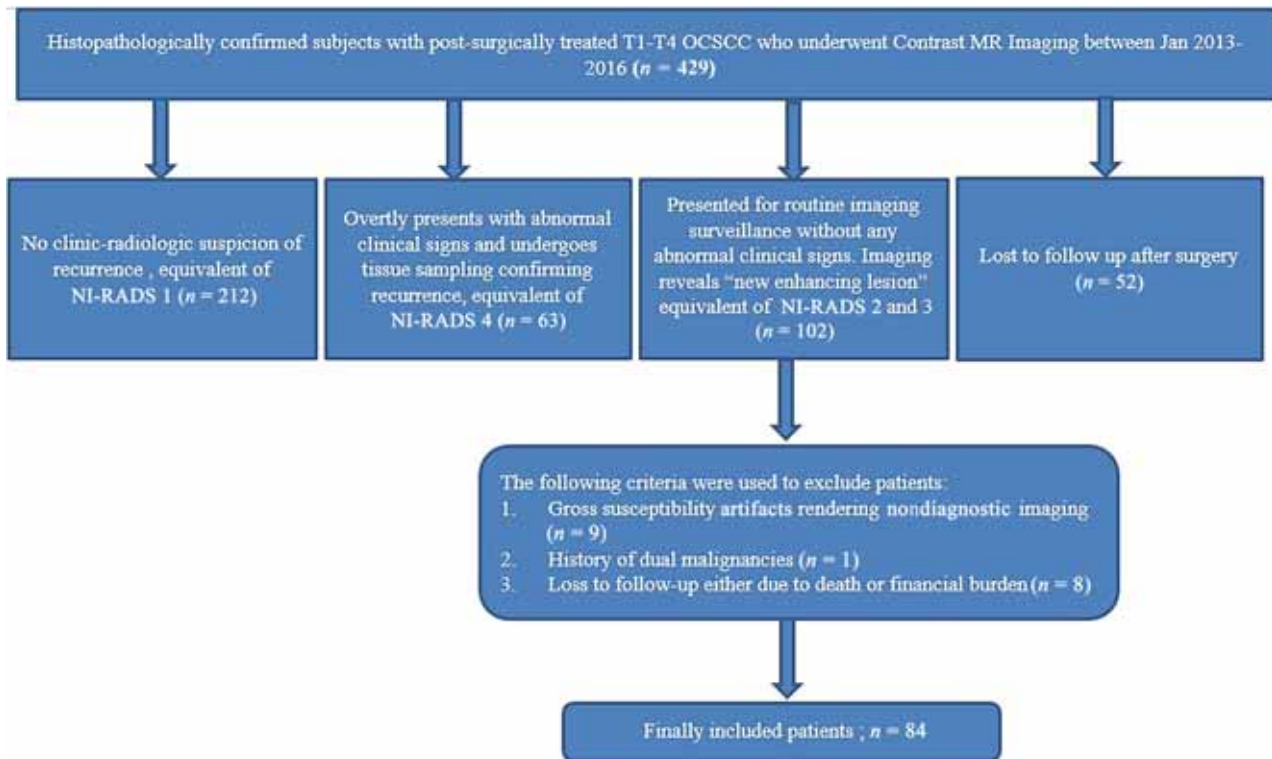 Histopathologically confirmed subjects with post-surgically treated T1-T4 OCSCC who underwent Contrast MR Imaging between Jan 2013-
2016 (n = 429)
No clinic-radiologic suspicion of
recurrence , equivalent of
NI-RADS 1 (n = 212)
Overtly presents with abnormal
clinical signs and undergoes
tissue sampling confirming
recurrence, equivalent of
NI-RADS 4 (n = 63)
Presented for routine imaging
surveillance without any
abnormal clinical signs. Imaging
reveals “new enhancing lesion”
equivalent of NI-RADS 2 and 3
(n = 102)
Lost to follow up after surgery
(n = 52)
The following criteria were used to exclude patients:
1. Gross susceptibility artifacts rendering nondiagnostic imaging
(n = 9)
2. History of dual malignancies (n = 1)
3. Loss to follow-up either due to death or financial burden (n = 8)
Finally included patients ; n = 84